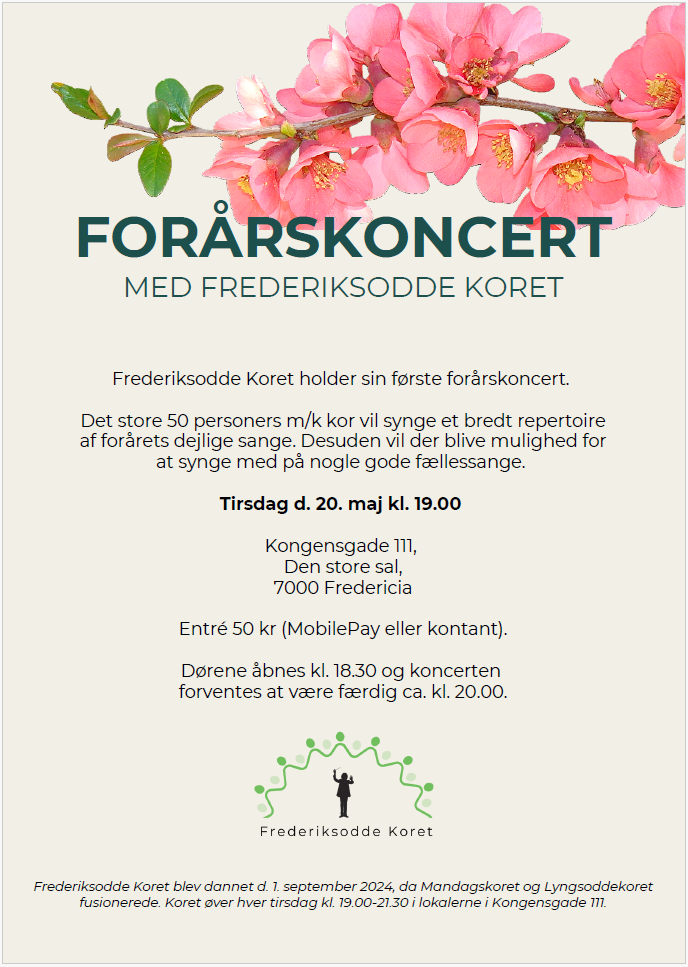 FORÅRSKONCERT
MED FREDERIKSODDE KORET
Frederiksodde Koret holder sin første forårskoncert.
Det store 50 personers m/k kor vil synge et bredt repertoire
af forårets dejlige sange. Desuden vil der blive mulighed for
at synge med på nogle gode fællessange.
Tirsdag d. 20. maj kl. 19.00
Kongensgade 111,
Den store sal,
7000 Fredericia
Entré 50 kr (MobilePay eller kontant).
Dørene åbnes kl. 18.30 og koncerten
forventes at være færdig ca. kl. 20.00.
Frederiksodde Koret
Frederiksodde Koret blev dannet d. 1. september 2024, da Mandagskoret og Lyngsoddekoret
fusionerede. Koret øver hver tirsdag kl. 19.00-21.30 i lokalerne i Kongensgade 111.